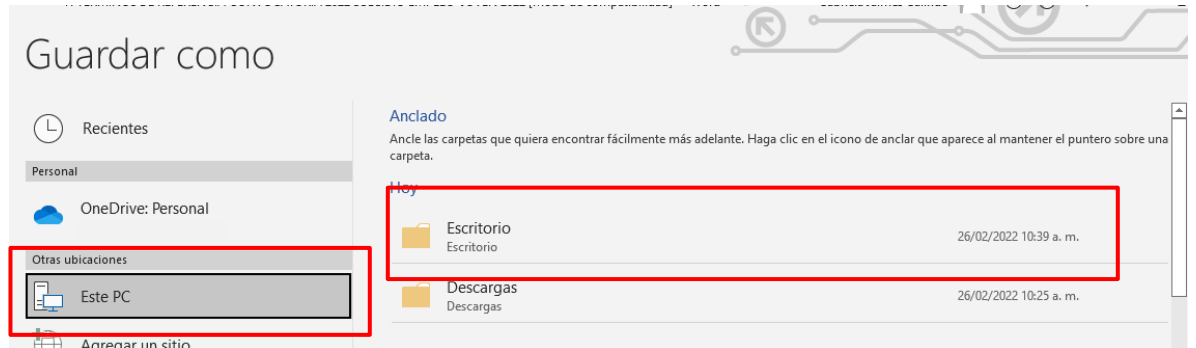 Guardar como
Recientes
Personal
OneDrive: Personal
Otras ubicaciones
Este PC
Agregar un sitio
Anclado
Ancle las carpetas que quiera encontrar fácilmente más adelante. Haga clic en el icono de anclar que aparece al mantener el puntero sobre una
carpeta.
Hoy
Escritorio
Escritorio
26/02/2022 10:39 a. m.
Descargas
Descargas
26/02/2022 10:25 a. m.